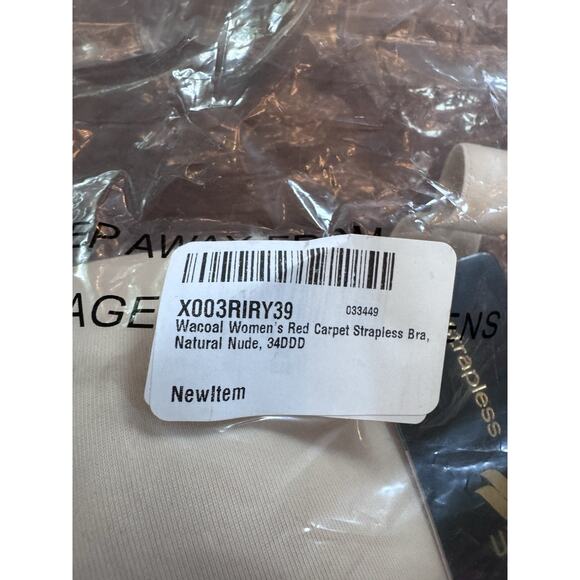 EP AWAY FROM
AGE
ENS
X003RIRY39
033449
Wacoal Women's Red Carpet Strapless Bra,
Natural Nude, 34DDD
NewItem
strapless